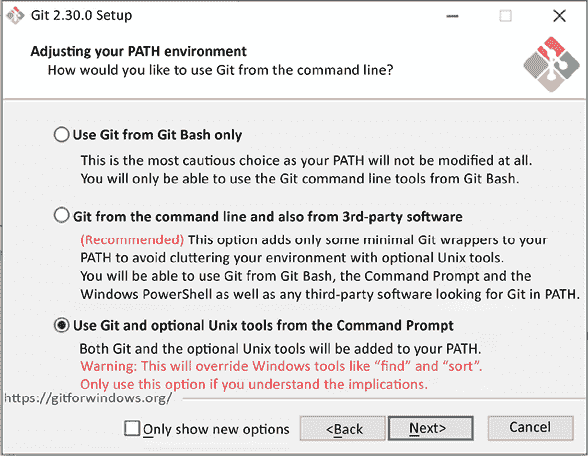 Git 2.30.0 Setup
Adjusting your PATH environment
How would you like to use Git from the command line?
Use Git from Git Bash only
This is the most cautious choice as your PATH will not be modified at all.
You will only be able to use the Git command line tools from Git Bash.
Git from the command line and also from 3rd-party software
(Recommended) This option adds only some minimal Git wrappers to your
PATH to avoid cluttering your environment with optional Unix tools.
You will be able to use Git from Git Bash, the Command Prompt and the
Windows PowerShell as well as any third-party software looking for Git in PATH.
Use Git and optional Unix tools from the Command Prompt
Both Git and the optional Unix tools will be added to your PATH.
Warning: This will override Windows tools like “find” and “sort”.
Only use this option if you understand the implications.
https://gitforwindows.org/
Only show new options
<Back
Next>
Cancel